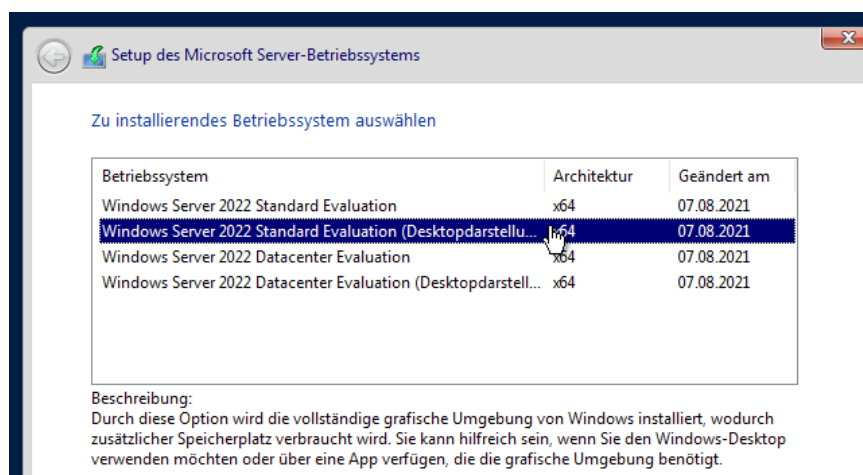 Setup des Microsoft Server-Betriebssystems
Zu installierendes Betriebssystem auswählen
Betriebssystem Architektur Geändert am
Windows Server 2022 Standard Evaluation x64 07.08.2021
Windows Server 2022 Standard Evaluation (Desktopdarstellu... x64 07.08.2021
Windows Server 2022 Datacenter Evaluation x64 07.08.2021
Windows Server 2022 Datacenter Evaluation (Desktopdarstell... x64 07.08.2021
Beschreibung:
Durch diese Option wird die vollständige grafische Umgebung von Windows installiert, wodurch
zusätzlicher Speicherplatz verbraucht wird. Sie kann hilfreich sein, wenn Sie den Windows-Desktop
verwenden möchten oder über eine App verfügen, die die grafische Umgebung benötigt.